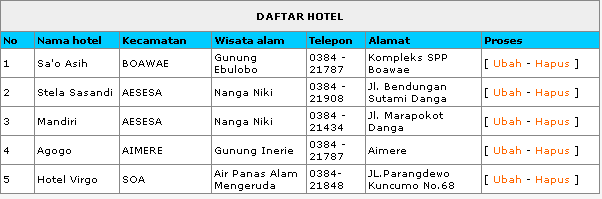 DAFTAR HOTEL
No Nama hotel Kecamatan Wisata alam Telepon Alamat Proses
1 Sa'o Asih BOAWAE Gunung Ebulobo 0384 - 21787 Kompleks SPP Boawae [ Ubah - Hapus ]
2 Stela Sasandi AESESA Nanga Niki 0384 - 21908 Jl. Bendungan Sutami Danga [ Ubah - Hapus ]
3 Mandiri AESESA Nanga Niki 0384 - 21434 Jl. Marapokot Danga [ Ubah - Hapus ]
4 Agogo AIMERE Gunung Inerie 0384 - 21787 Aimere [ Ubah - Hapus ]
5 Hotel Virgo SOA Air Panas Alam Mengeruda 0384- 21848 JL.Parangdewo Kuncumo No.68 [ Ubah - Hapus ]